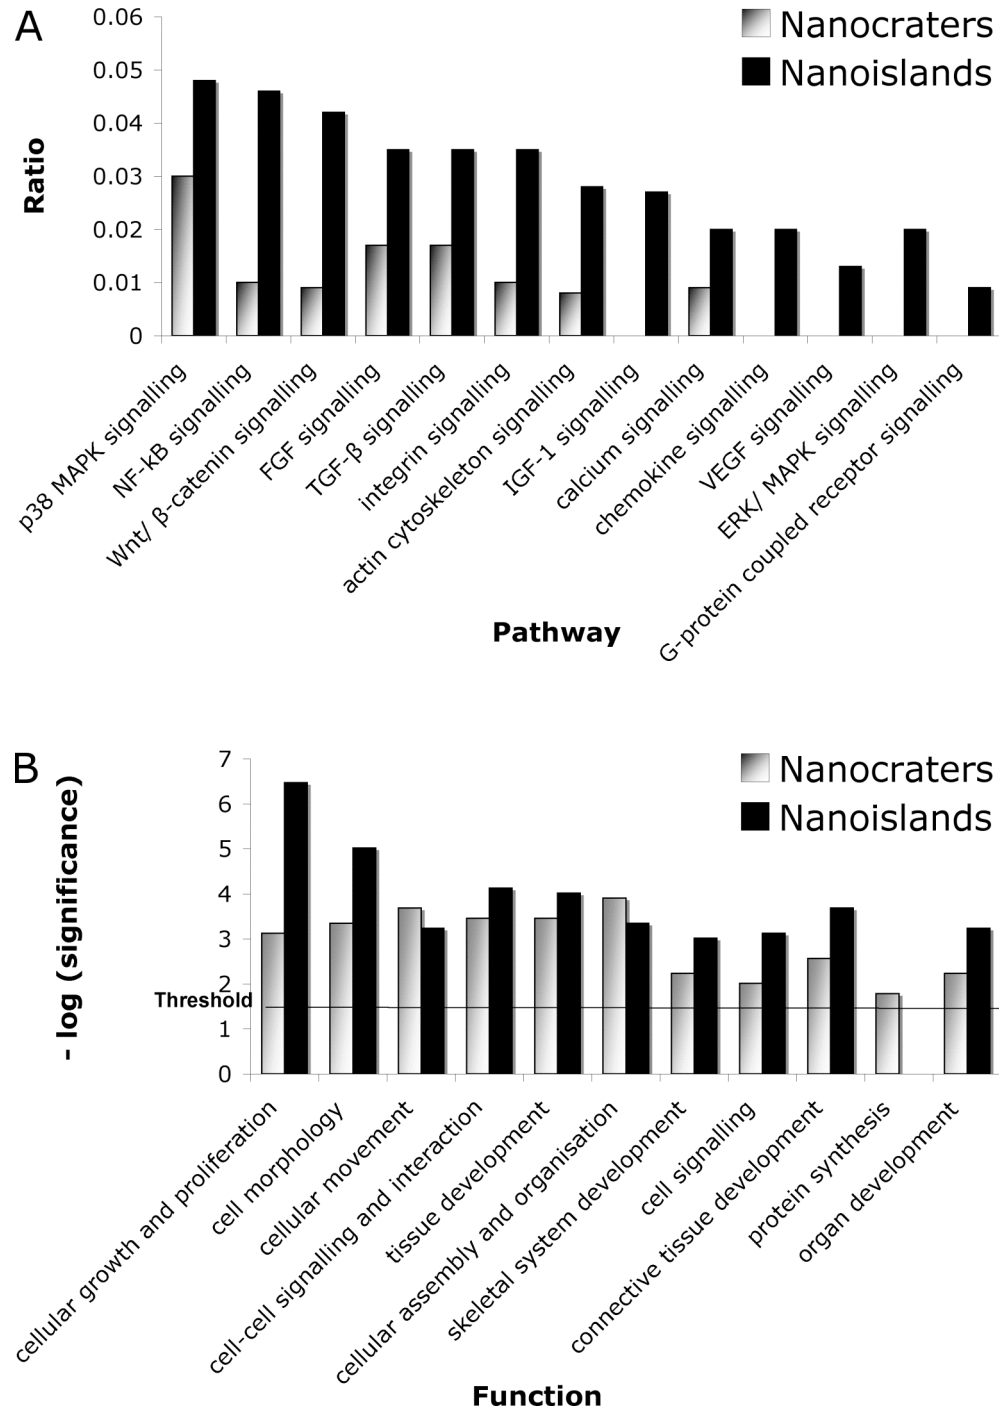 A
Nanocraters
Nanoislands
Ratio
0.06
0.05
0.04
0.03
0.02
0.01
0
p38 MAPK signalling
NF-kB signalling
Wnt/ β-catenin signalling
FGF signalling
TGF-β signalling
integrin signalling
actin cytoskeleton signalling
IGF-1 signalling
calcium signalling
chemokine signalling
VEGF signalling
ERK/ MAPK signalling
G-protein coupled receptor signalling
Pathway
B
Nanocraters
Nanoislands
- log (significance)
7
6
5
4
3
2
Threshold
1
0
cellular growth and proliferation
cell morphology
cellular movement
cell-cell signalling and interaction
tissue development
cellular assembly and organisation
skeletal system development
cell signalling
connective tissue development
protein synthesis
organ development
Function